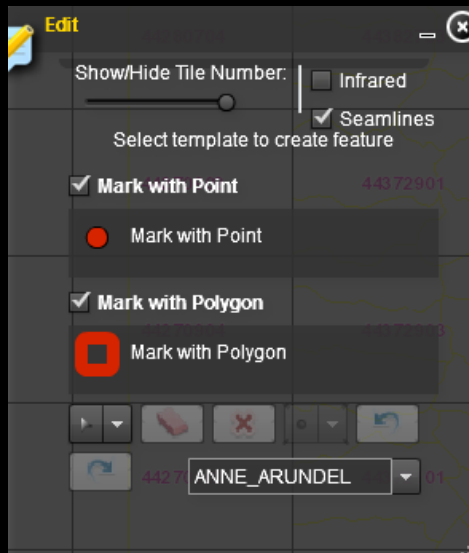 Edit
Show/Hide Tile Number:
Infrared
Seamlines
Select template to create feature
Mark with Point
44372901
Mark with Point
Mark with Polygon
Mark with Polygon
ANNE_ARUNDEL
01